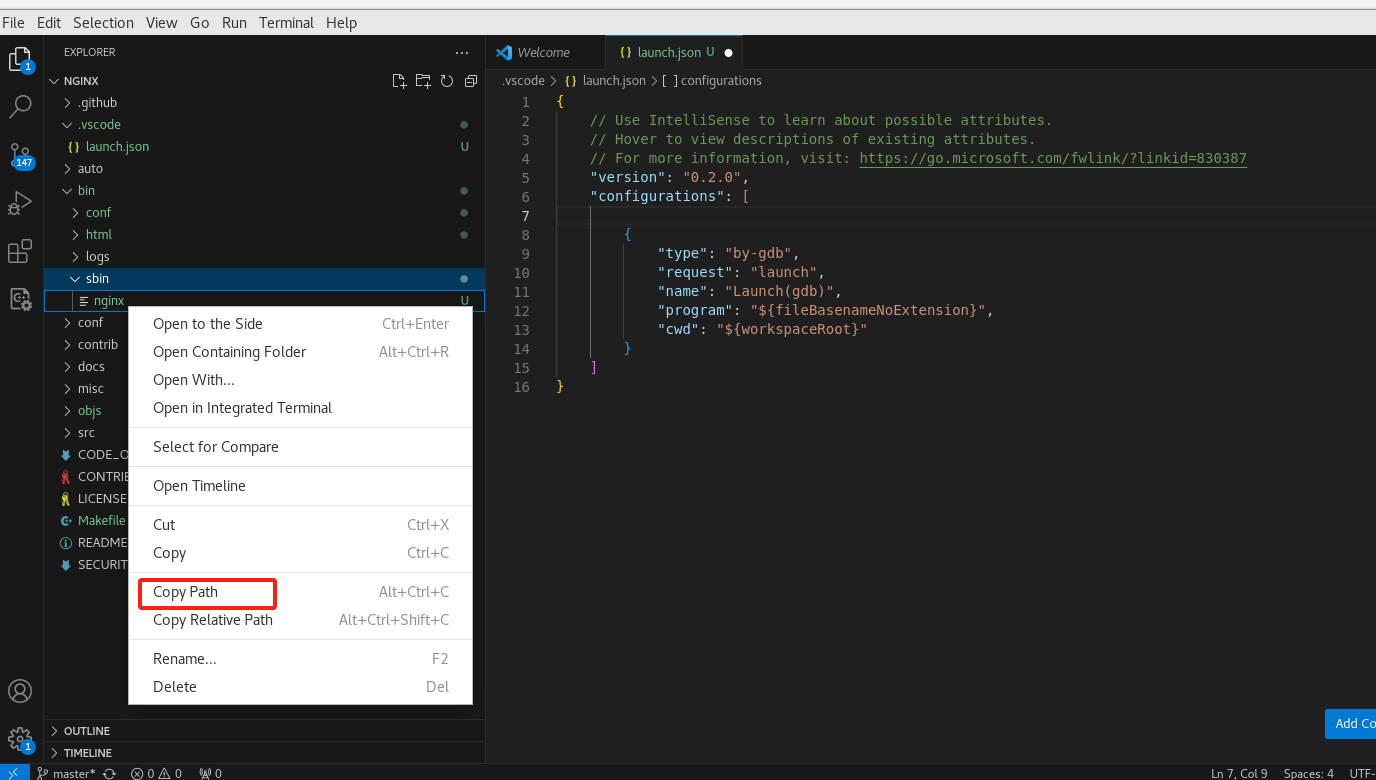 File Edit Selection View Go Run Terminal Help
EXPLORER ...
NGINX
.github
.vscode
{} launch.json U
auto
bin
conf
html
logs
sbin
nginx U
conf
contrib
docs
misc
objs
src
CODE_O
CONTRIB
LICENSE
Makefile
README
SECURIT
Open to the Side Ctrl+Enter
Open Containing Folder Alt+Ctrl+R
Open With...
Open in Integrated Terminal
Select for Compare
Open Timeline
Cut Ctrl+X
Copy Ctrl+C
Copy Path Alt+Ctrl+C
Copy Relative Path Alt+Ctrl+Shift+C
Rename... F2
Delete Del
OUTLINE
TIMELINE
1
147
1
Welcome {} launch.json U
.vscode > {} launch.json > [ ] configurations
1 {
2 // Use IntelliSense to learn about possible attributes.
3 // Hover to view descriptions of existing attributes.
4 // For more information, visit: https://go.microsoft.com/fwlink/?linkid=830387
5 "version": "0.2.0",
6 "configurations": [
7
8 {
9 "type": "by-gdb",
10 "request": "launch",
11 "name": "Launch(gdb)",
12 "program": "${fileBasenameNoExtension}",
13 "cwd": "${workspaceRoot}"
14 }
15 ]
16 }
Add Co
master* 0 0 0 Ln 7, Col 9 Spaces: 4 UTF-